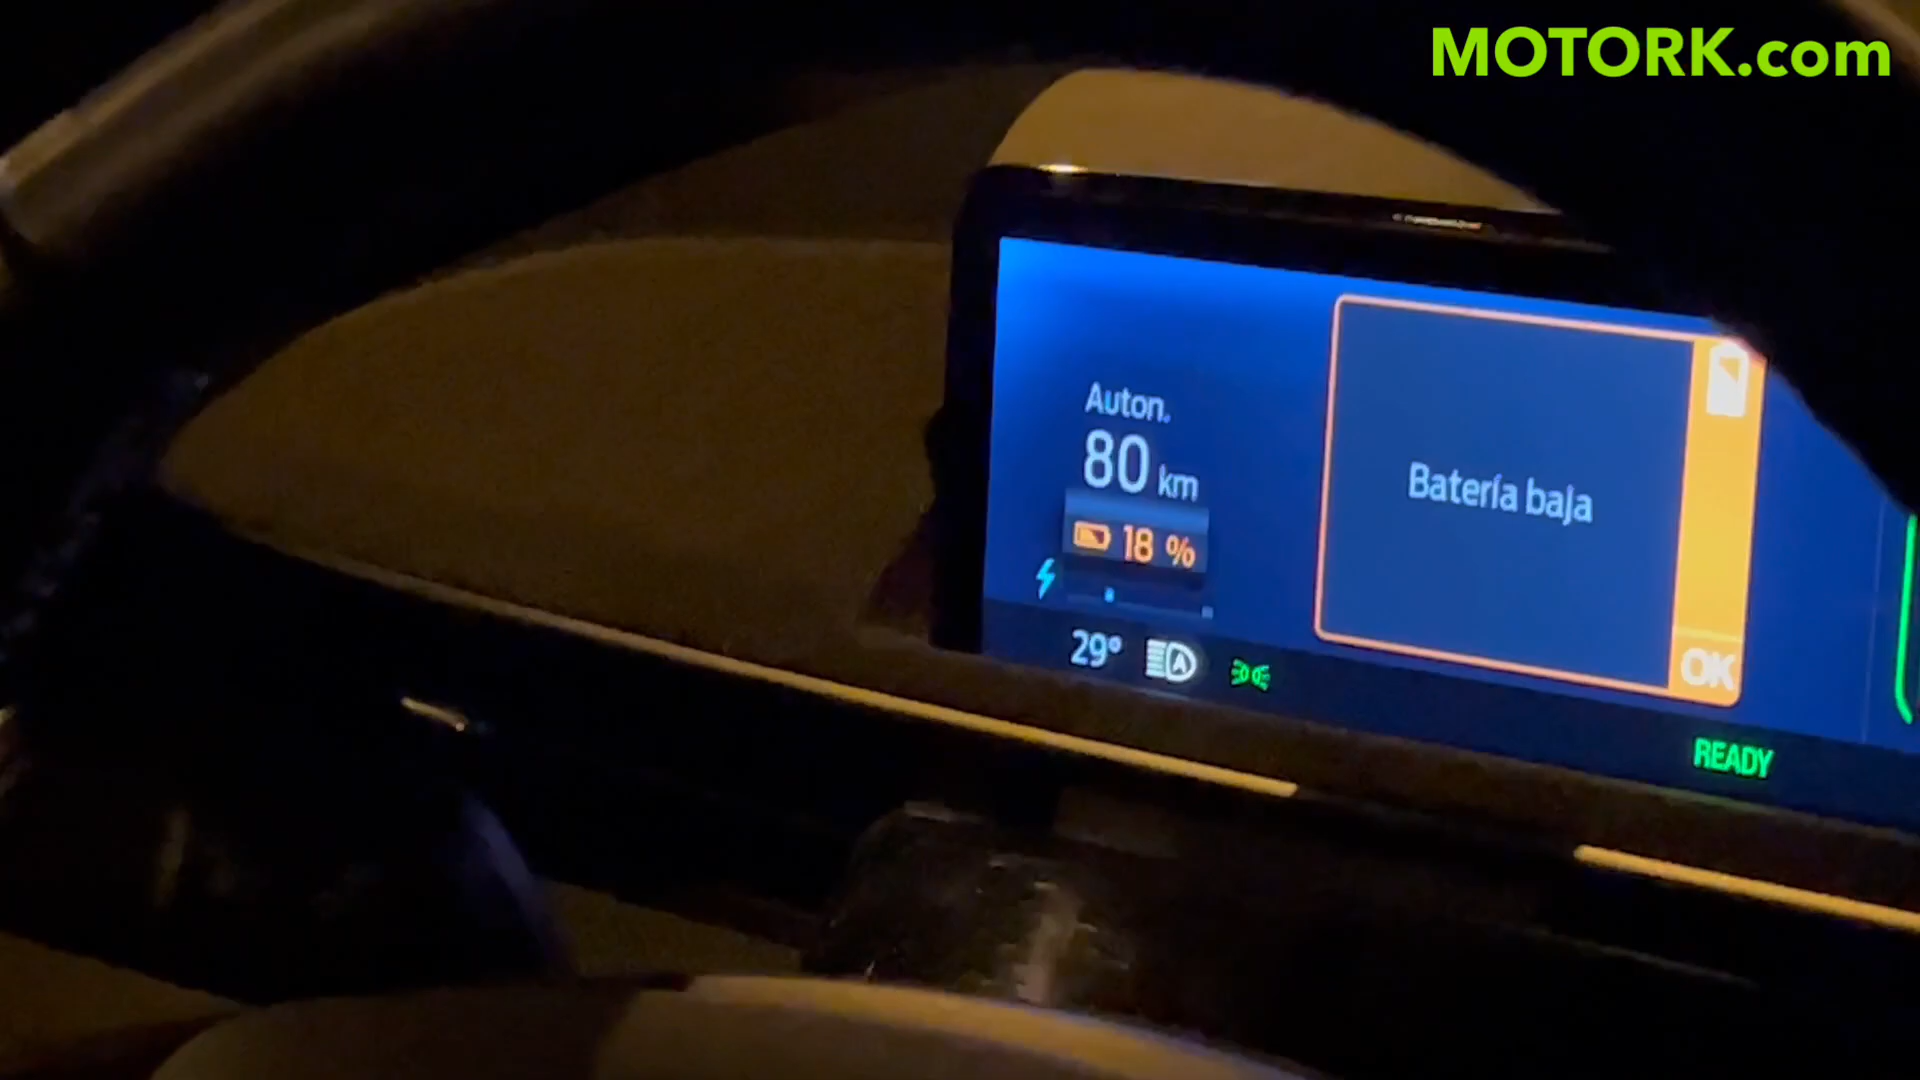 MOTORK.com
Auton.
80 km
18 %
Batería baja
OK
29°
A
READY